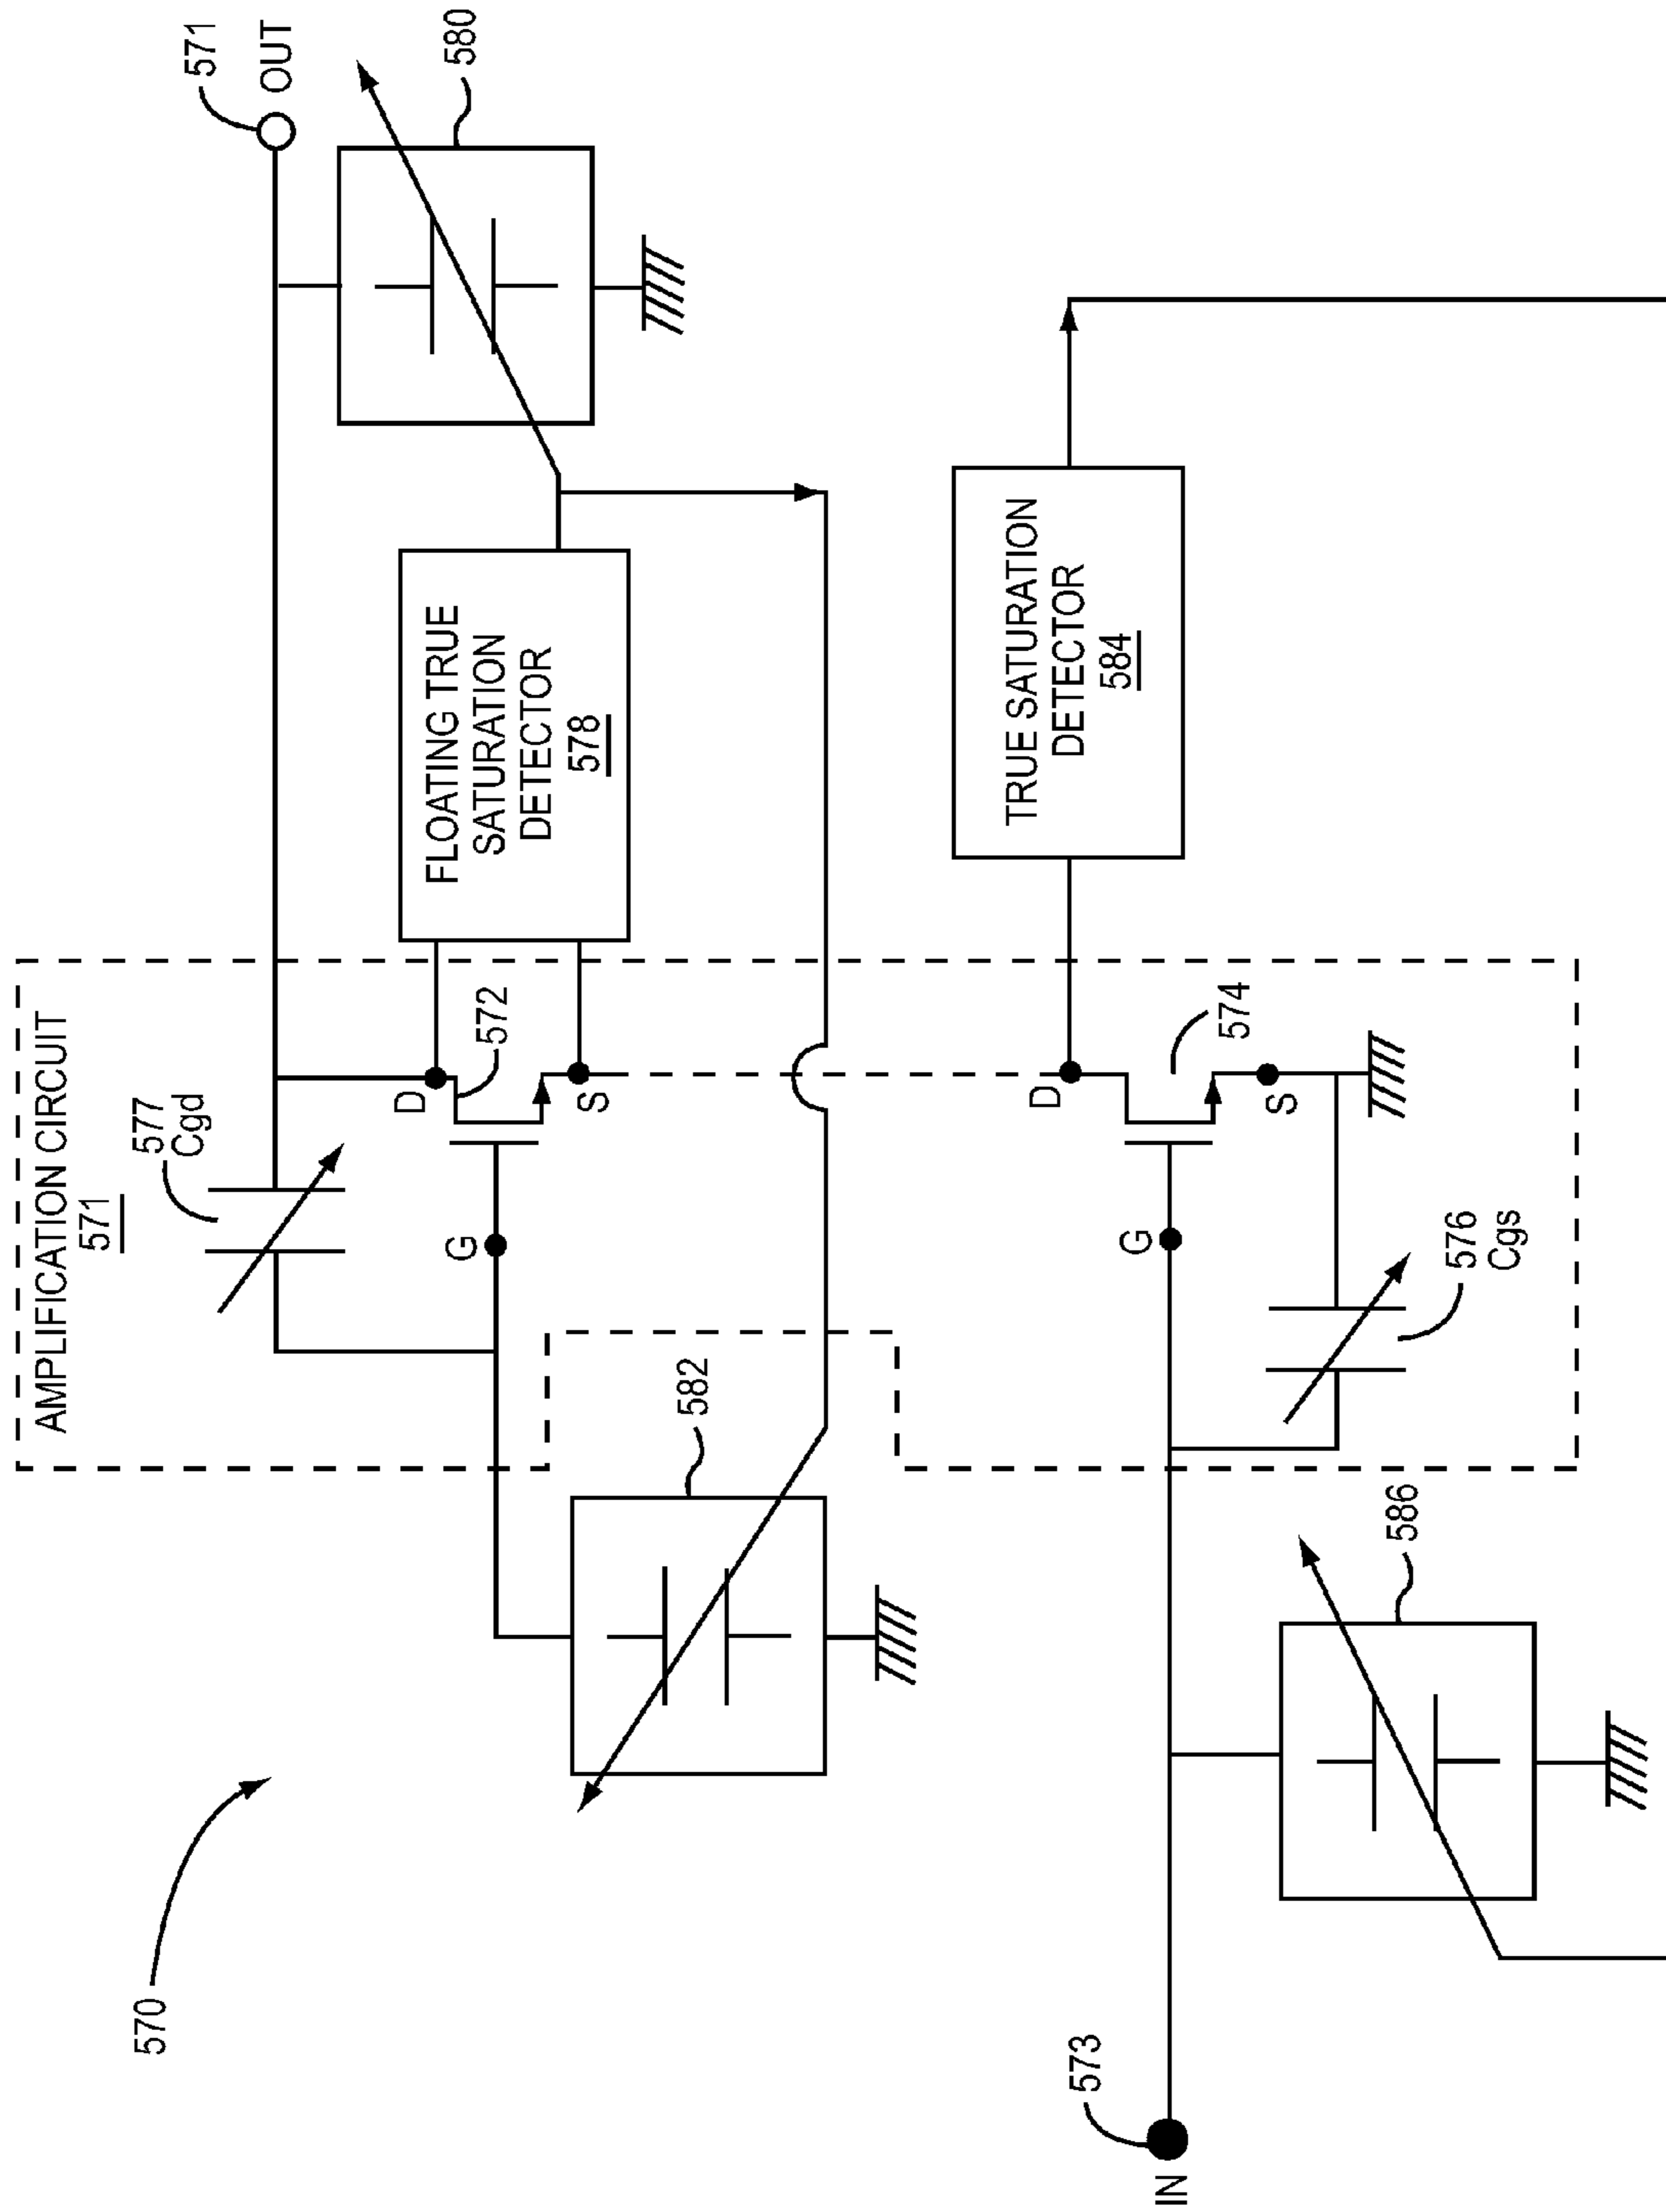 570
AMPLIFICATION CIRCUIT
571
577
Cgd
571
OUT
580
D
572
G
S
FLOATING TRUE
SATURATION
DETECTOR
578
582
D
574
G
S
TRUE SATURATION
DETECTOR
584
576
Cgs
586
573
IN